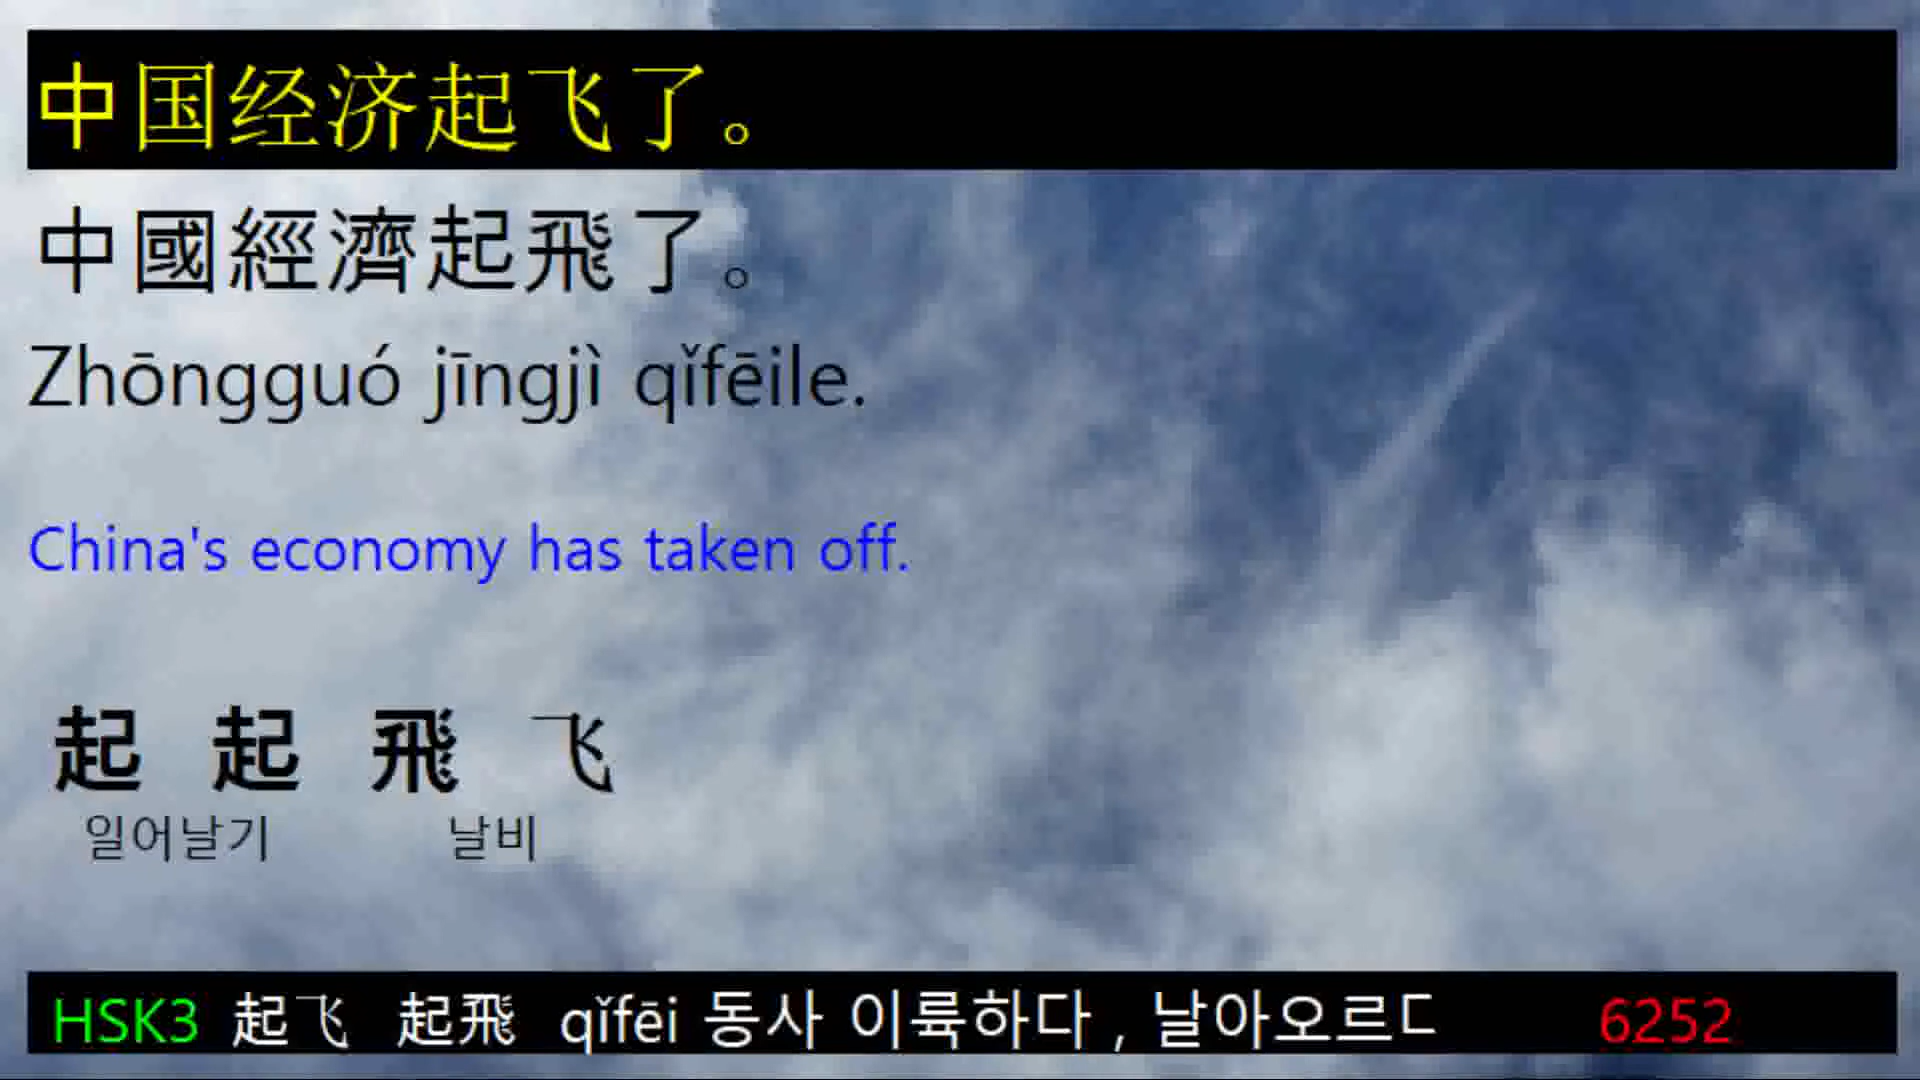 中国经济起飞了。
中國經濟起飛了。
Zhōngguó jīngjì qǐfēile.
China's economy has taken off.
起 起 飛 飞
일어날기 날비
HSK3 起飞 起飛 qǐfēi 동사 이륙하다 , 날아오르ㄷ 6252